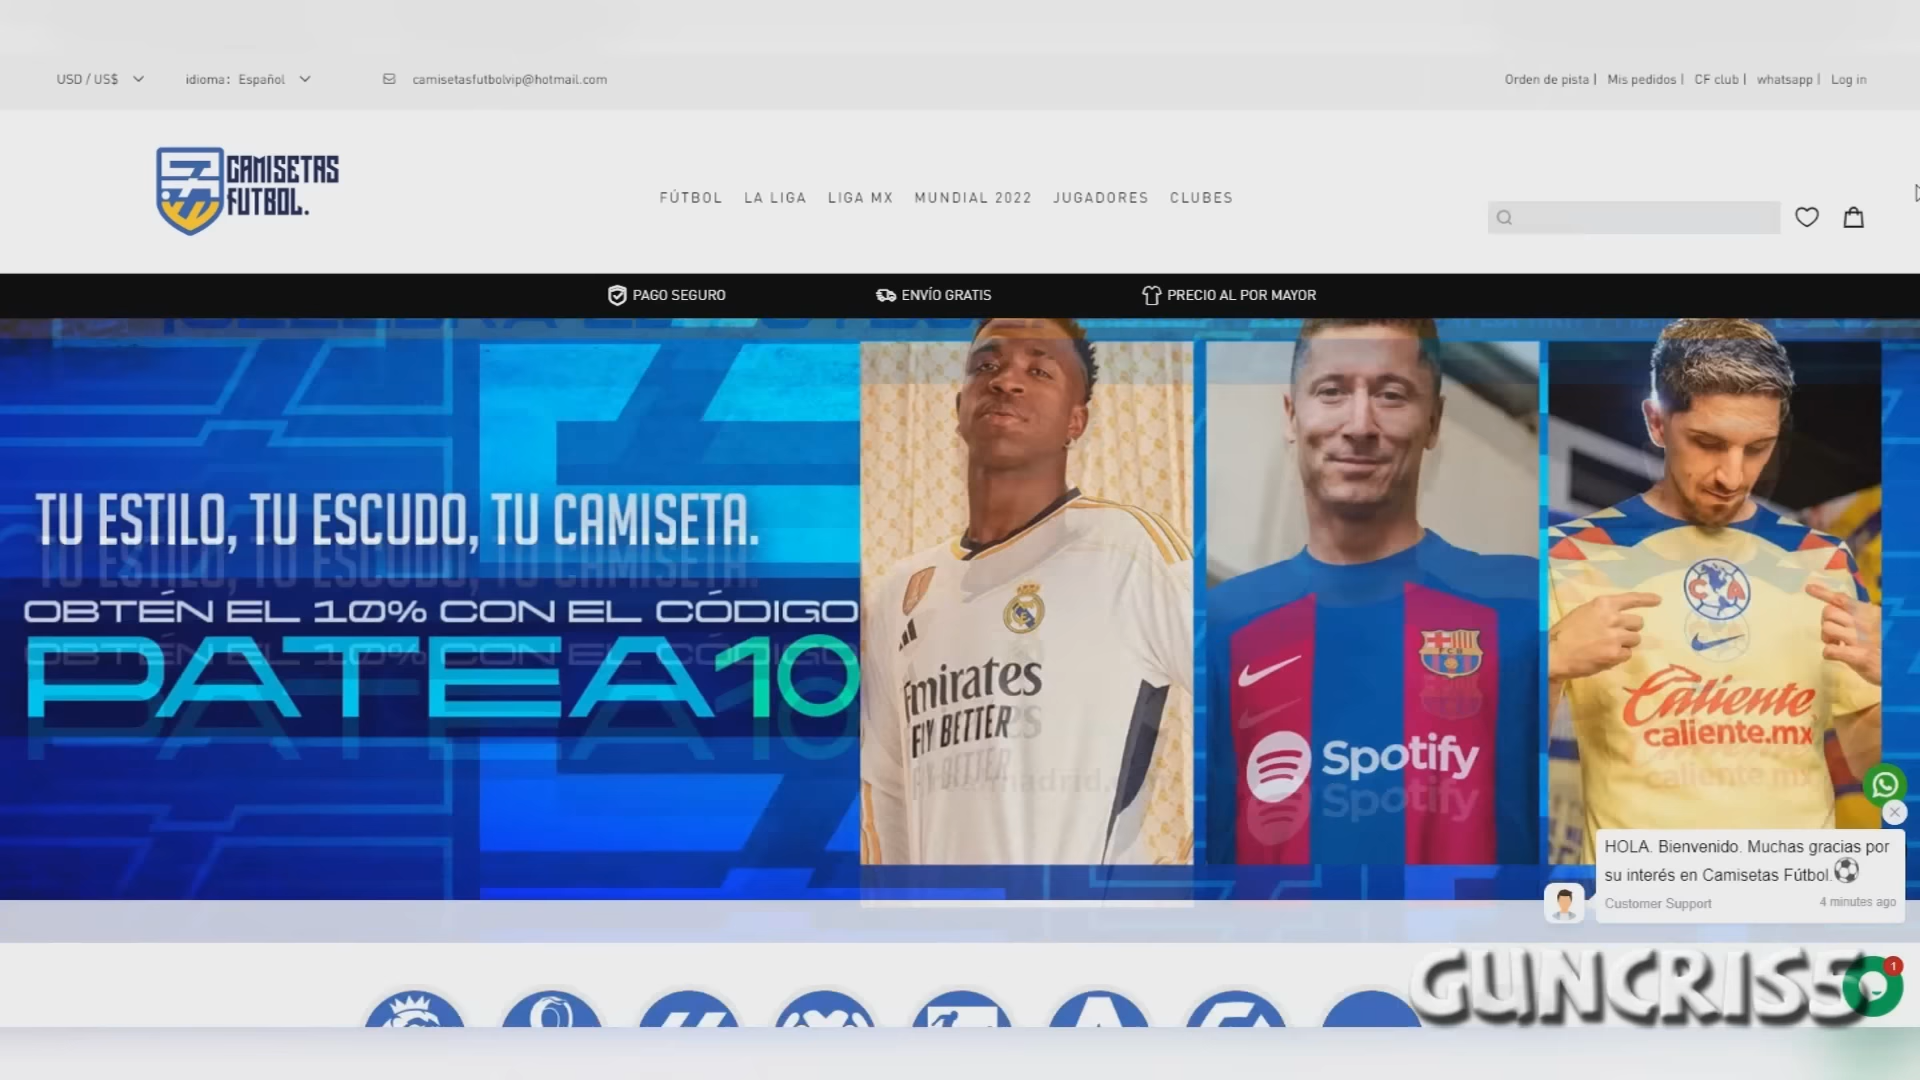 USD / US$
idioma: Español
camisetasfutbolvip@hotmail.com
Orden de pista | Mis pedidos | CF club | whatsapp | Log in
CAMISETAS
FUTBOL.
FÚTBOL LA LIGA LIGA MX MUNDIAL 2022 JUGADORES CLUBES
PAGO SEGURO
ENVÍO GRATIS
PRECIO AL POR MAYOR
TU ESTILO, TU ESCUDO, TU CAMISETA.
OBTÉN EL 10% CON EL CÓDIGO
PATEA10
Emirates
FLY BETTER
Spotify
CA
Caliente
caliente.mx
HOLA. Bienvenido. Muchas gracias por
su interés en Camisetas Fútbol.
Customer Support 4 minutes ago
1
GUNCRIS5